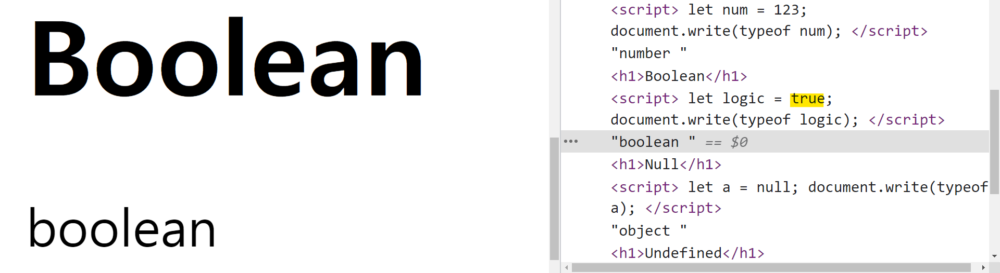 Boolean
boolean
<script> let num = 123;
document.write(typeof num); </script>
"number "
<h1>Boolean</h1>
<script> let logic = true;
document.write(typeof logic); </script>
"boolean " == $0
<h1>Null</h1>
<script> let a = null; document.write(typeof
a); </script>
"object "
<h1>Undefined</h1>